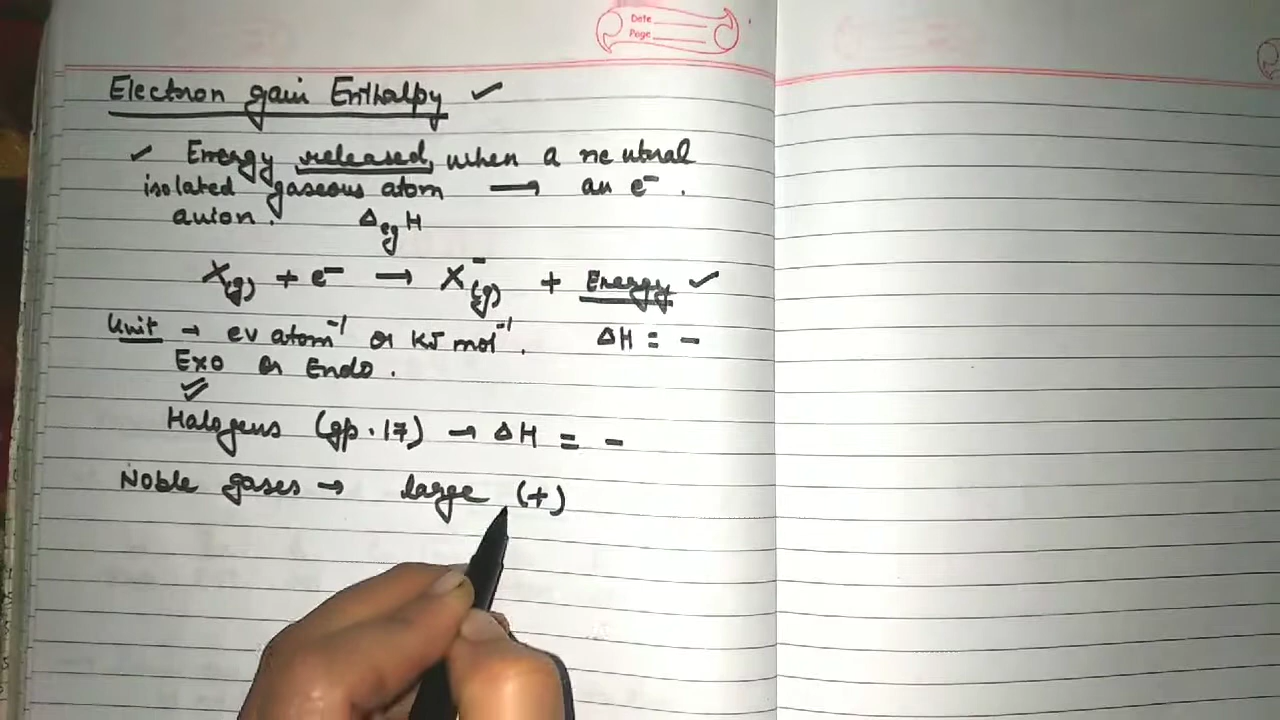 Date
Page
Electron gain Enthalpy ✓
✓ Energy released, when a neutral
isolated gaseous atom → an e⁻.
anion. ΔegH
X(g) + e⁻ → X⁻(g) + Energy ✓
Unit → ev atom⁻¹ or KJ mol⁻¹. ΔH = -
Exo or Endo.
Halogens (gp.17) → ΔH = -
Noble gases → large (+)